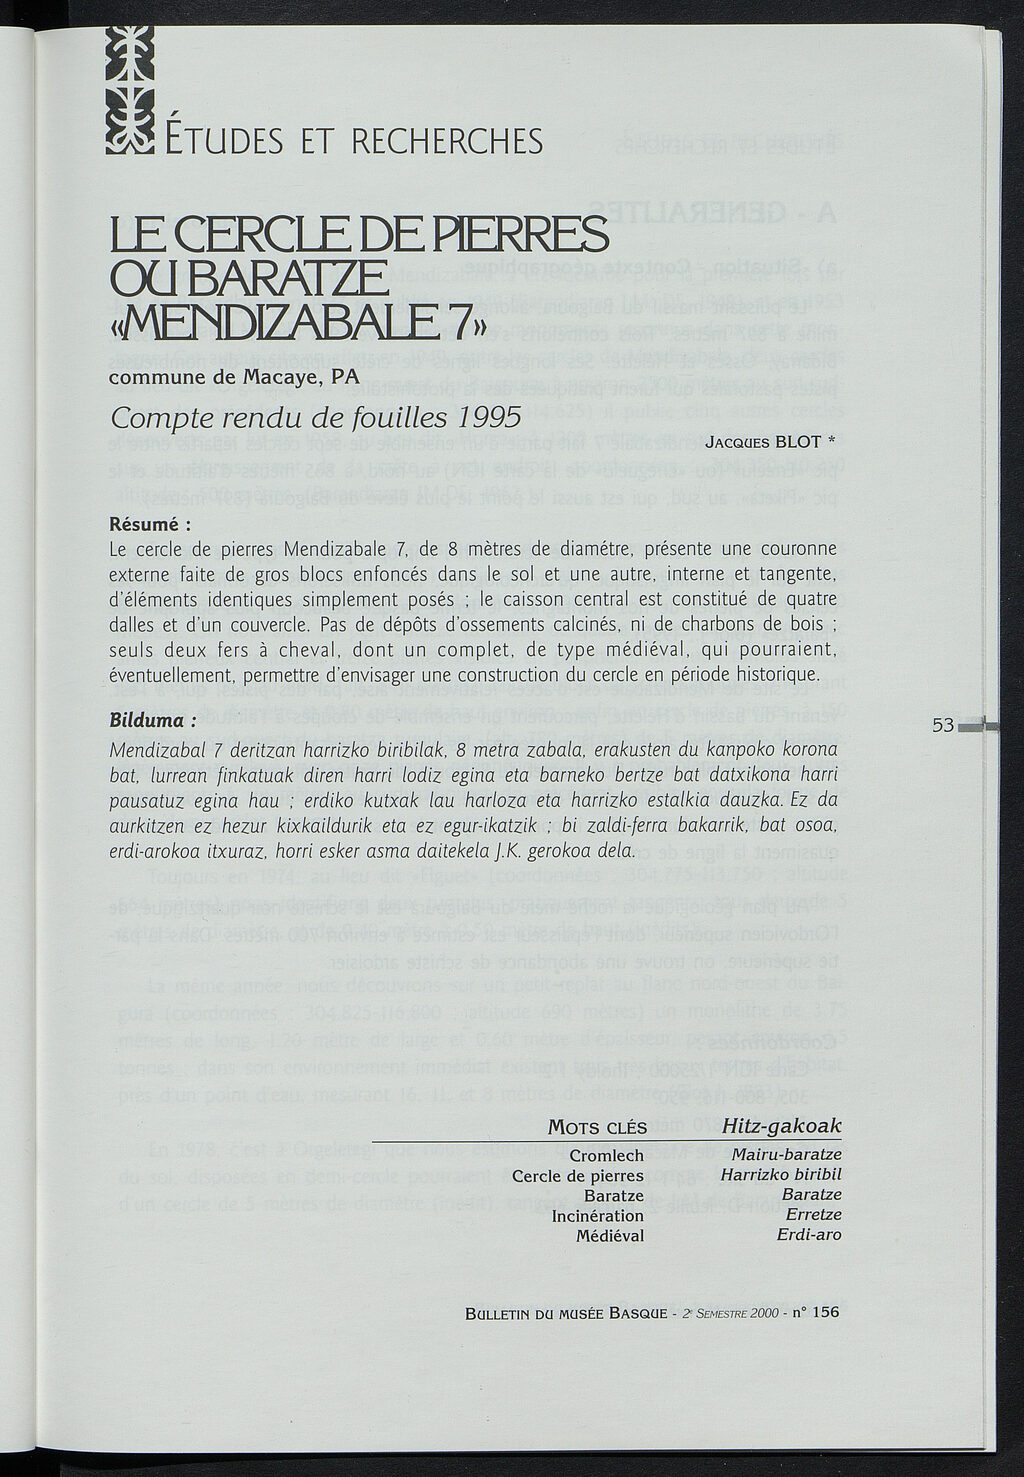 ÉTUDES ET RECHERCHES
LE CERCLE DE PIERRES
OU BARATZE
«MENDIZABALE 7»
commune de Macaye, PA
Compte rendu de fouilles 1995
JACQUES BLOT *
Résumé :
Le cercle de pierres Mendizabale 7, de 8 mètres de diamétre, présente une couronne
externe faite de gros blocs enfoncés dans le sol et une autre, interne et tangente,
d'éléments identiques simplement posés ; le caisson central est constitué de quatre
dalles et d'un couvercle. Pas de dépôts d'ossements calcinés, ni de charbons de bois ;
seuls deux fers à cheval, dont un complet, de type médiéval, qui pourraient,
éventuellement, permettre d'envisager une construction du cercle en période historique.
Bilduma :
Mendizabal 7 deritzan harrizko biribilak, 8 metra zabala, erakusten du kanpoko korona
bat, lurrean finkatuak diren harri lodiz egina eta barneko bertze bat datxikona harri
pausatuz egina hau ; erdiko kutxak lau harloza eta harrizko estalkia dauzka. Ez da
aurkitzen ez hezur kixkaildurik eta ez egur-ikatzik ; bi zaldi-ferra bakarrik, bat osoa,
erdi-arokoa itxuraz, horri esker asma daitekela J.K. gerokoa dela.
53
MOTS CLÉS Hitz-gakoak
Cromlech Mairu-baratze
Cercle de pierres Harrizko biribil
Baratze Baratze
Incinération Erretze
Médiéval Erdi-aro
BULLETIN DU MUSÉE BASQUE - 2e SEMESTRE 2000 - n° 156